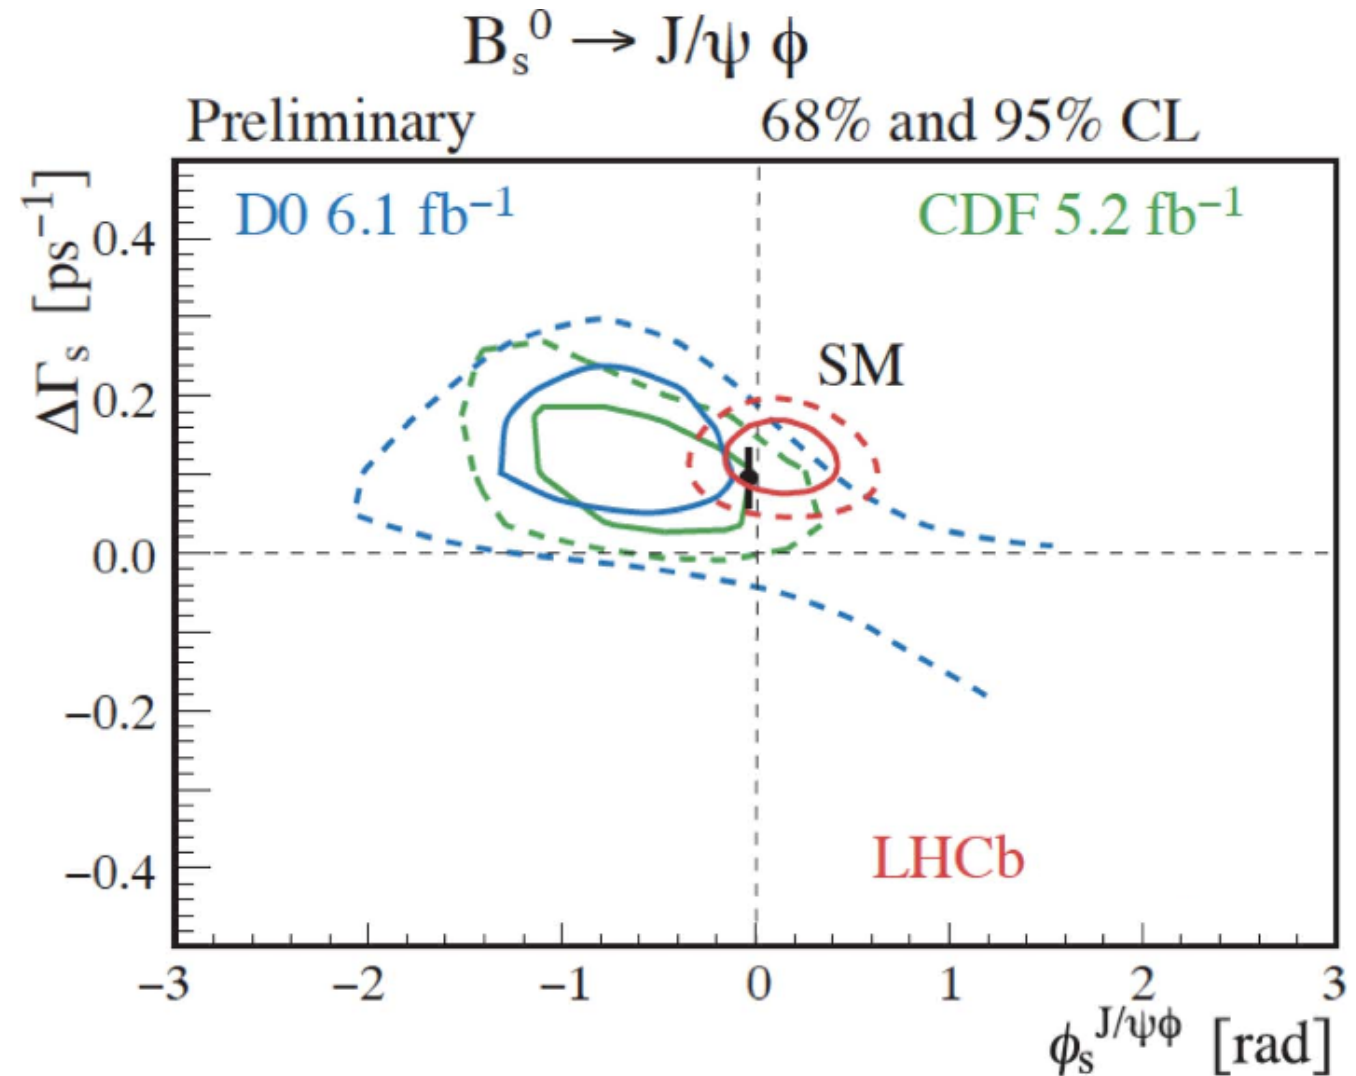 B_s^0 → J/ψ ϕ
Preliminary 68% and 95% CL
D0 6.1 fb⁻¹ CDF 5.2 fb⁻¹
SM
LHCb
ΔΓ_s [ps⁻¹]
0.4
0.2
0.0
−0.2
−0.4
−3 −2 −1 0 1 2 3
ϕ_s^J/ψϕ [rad]